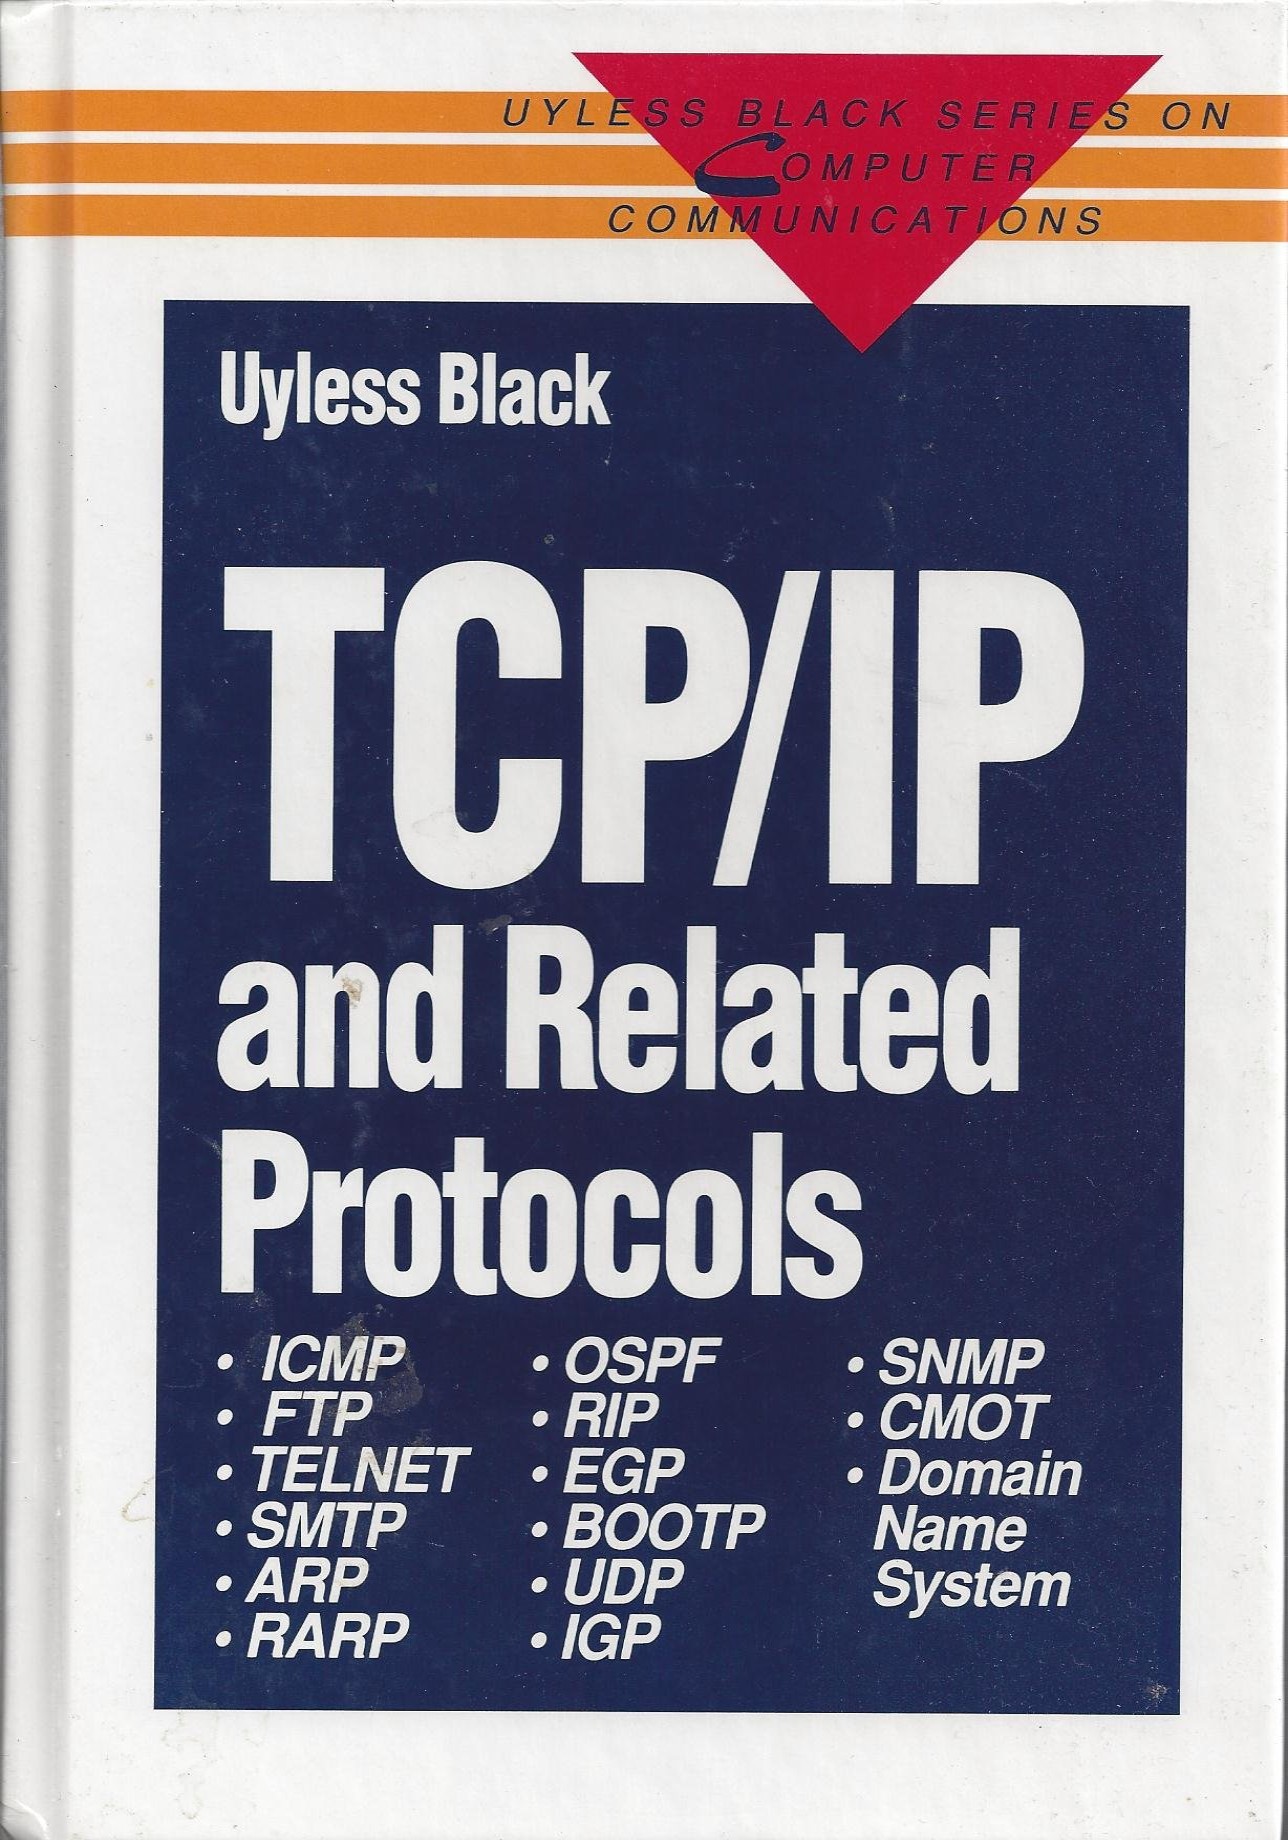 UYLESS BLACK SERIES ON
COMPUTER
COMMUNICATIONS
Uyless Black
TCP/IP
and Related
Protocols
• ICMP
• FTP
• TELNET
• SMTP
• ARP
• RARP
• OSPF
• RIP
• EGP
• BOOTP
• UDP
• IGP
• SNMP
• CMOT
• Domain
Name
System